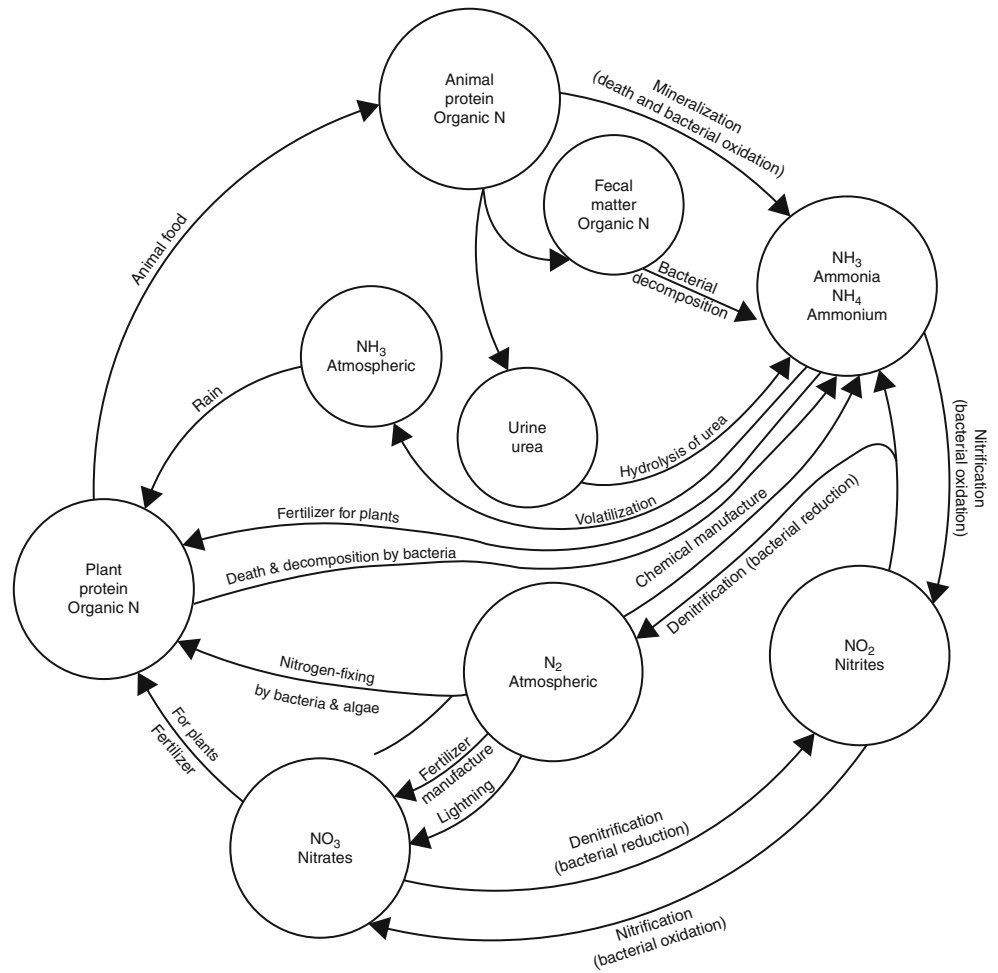 Animal
protein
Organic N
Mineralization
(death and bacterial oxidation)
Fecal
matter
Organic N
NH₃
Ammonia
NH₄
Ammonium
Bacterial
decomposition
Animal food
NH₃
Atmospheric
Rain
Urine
urea
Hydrolysis of urea
Nitrification
(bacterial oxidation)
Volatilization
Fertilizer for plants
Death & decomposition by bacteria
Chemical manufacture
Denitrification (bacterial reduction)
Plant
protein
Organic N
N₂
Atmospheric
NO₂
Nitrites
Nitrogen-fixing
by bacteria & algae
For plants
Fertilizer
Fertilizer
manufacture
Lightning
NO₃
Nitrates
Denitrification
(bacterial reduction)
Nitrification
(bacterial oxidation)